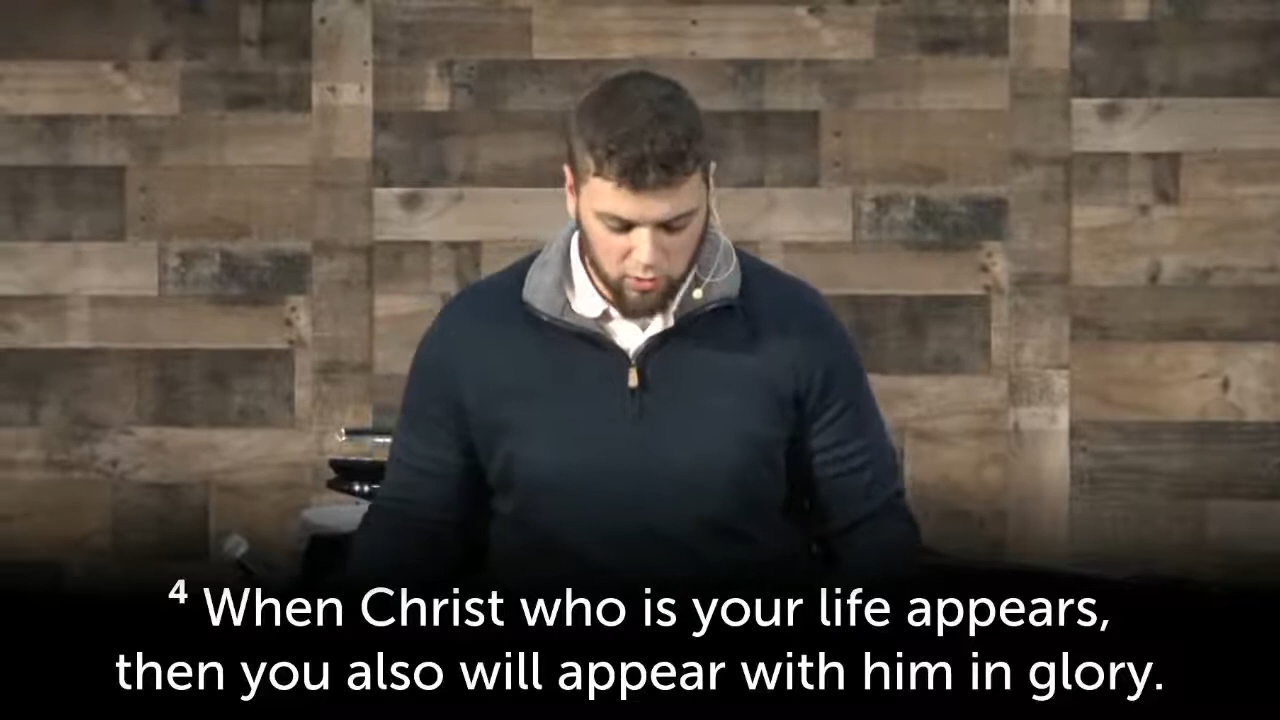 4 When Christ who is your life appears,
then you also will appear with him in glory.